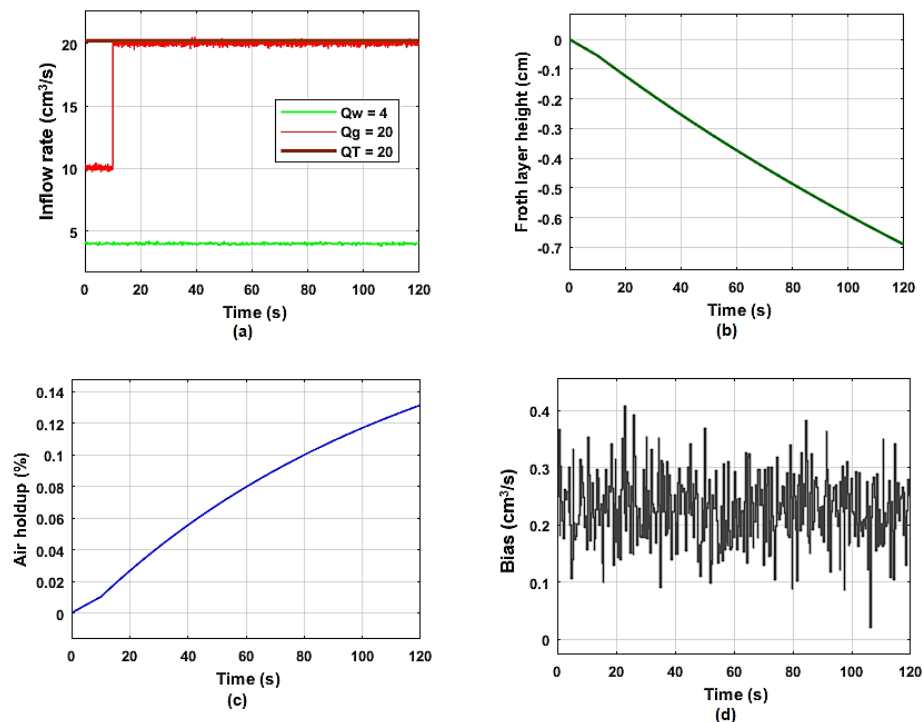 Inflow rate (cm³/s)
20
15
10
5
Qw = 4
Qg = 20
QT = 20
0 20 40 60 80 100 120
Time (s)
(a)
Froth layer height (cm)
0
-0.1
-0.2
-0.3
-0.4
-0.5
-0.6
-0.7
0 20 40 60 80 100 120
Time (s)
(b)
Air holdup (%)
0.14
0.12
0.1
0.08
0.06
0.04
0.02
0
0 20 40 60 80 100 120
Time (s)
(c)
Bias (cm³/s)
0.4
0.3
0.2
0.1
0
0 20 40 60 80 100 120
Time (s)
(d)